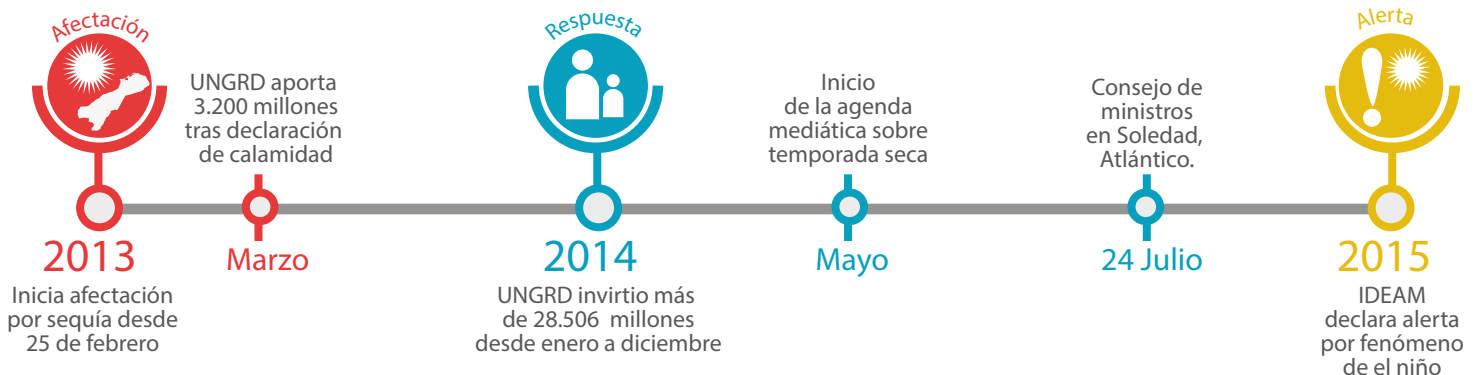 Afectación
UNGRD aporta
3.200 millones
tras declaración
de calamidad
2013
Inicia afectación
por sequía desde
25 de febrero
Marzo
Respuesta
2014
UNGRD invirtio más
de 28.506 millones
desde enero a diciembre
Inicio
de la agenda
mediática sobre
temporada seca
Mayo
Consejo de
ministros
en Soledad,
Atlántico.
24 Julio
Alerta
2015
IDEAM
declara alerta
por fenómeno
de el niño